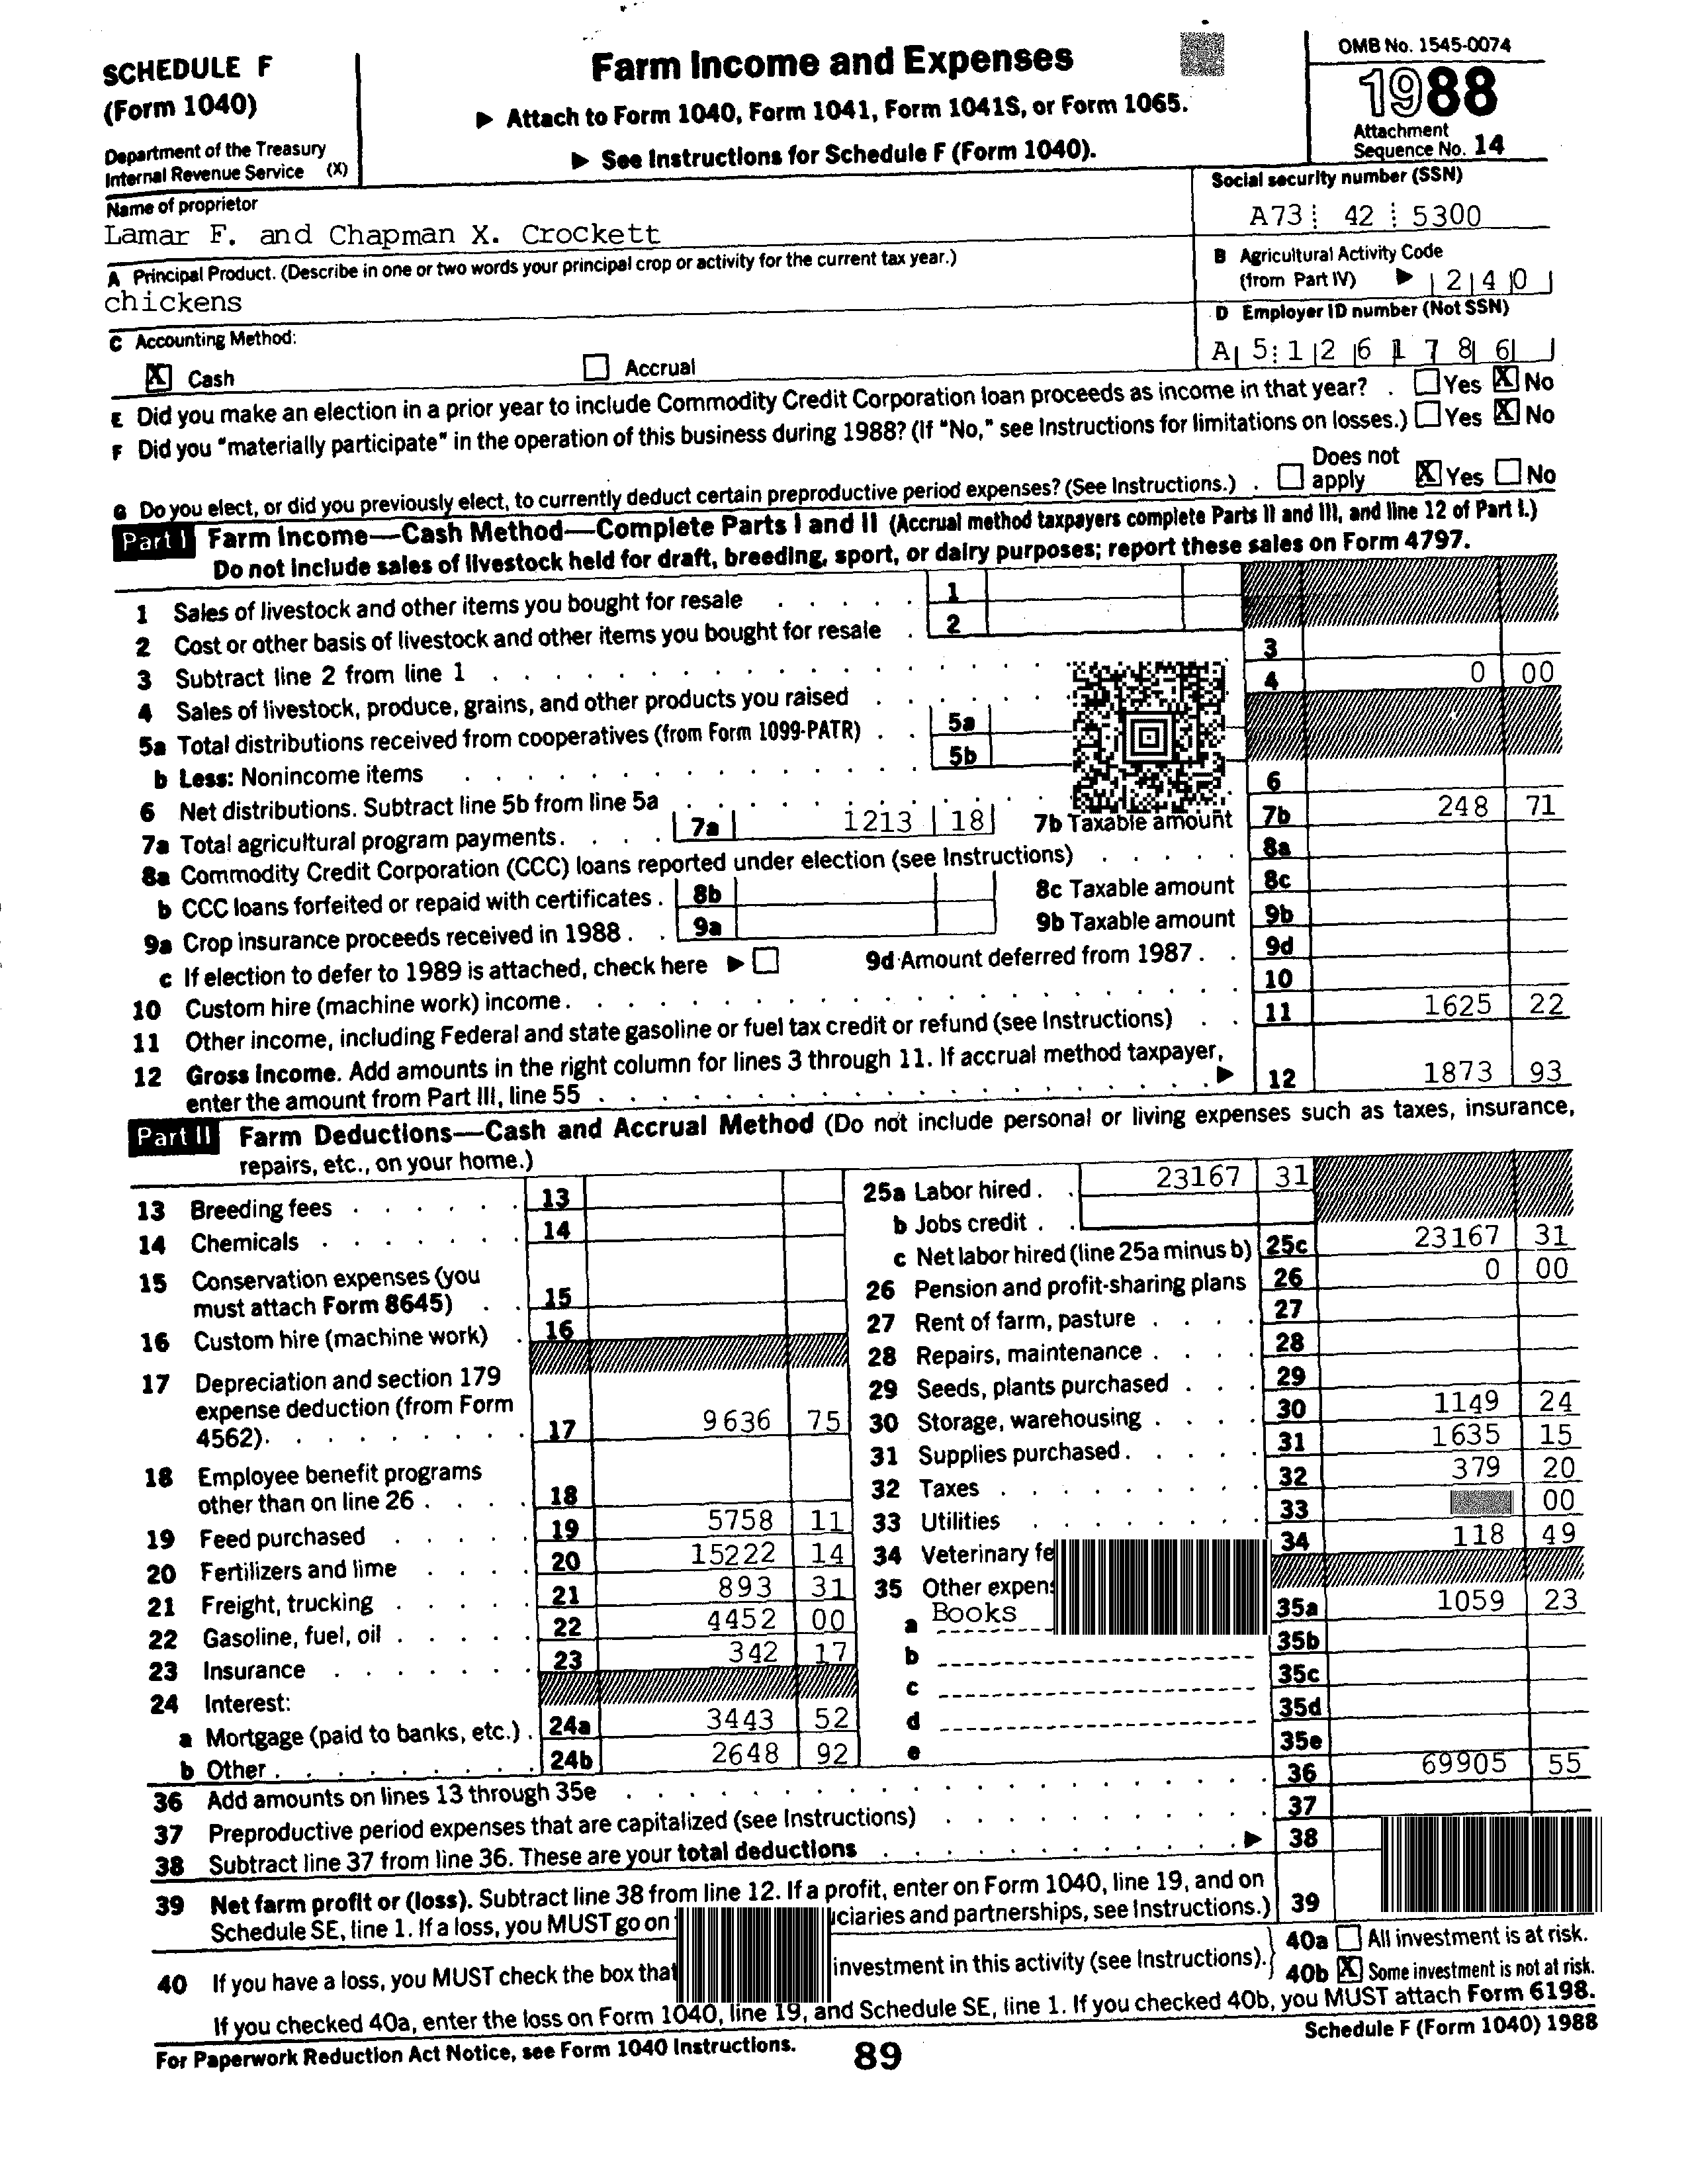 SCHEDULE F
(Form 1040)
Department of the Treasury
Internal Revenue Service (X)
Farm Income and Expenses
► Attach to Form 1040, Form 1041, Form 1041S, or Form 1065.
► See Instructions for Schedule F (Form 1040).
OMB No. 1545-0074
1988
Attachment
Sequence No. 14
Name of proprietor
Lamar F. and Chapman X. Crockett
Social security number (SSN)
A73 42 5300
A Principal Product. (Describe in one or two words your principal crop or activity for the current tax year.)
chickens
B Agricultural Activity Code
(from Part IV) ► 2 4 0
C Accounting Method:
X Cash Accrual
D Employer ID number (Not SSN)
A 5 1 2 6 1 7 8 6
E Did you make an election in a prior year to include Commodity Credit Corporation loan proceeds as income in that year? . Yes X No
F Did you "materially participate" in the operation of this business during 1988? (If "No," see Instructions for limitations on losses.) Yes X No
G Do you elect, or did you previously elect, to currently deduct certain preproductive period expenses? (See Instructions.) . Does not apply X Yes No
Part I Farm Income—Cash Method—Complete Parts I and II (Accrual method taxpayers complete Parts II and III, and line 12 of Part I.)
Do not include sales of livestock held for draft, breeding, sport, or dairy purposes; report these sales on Form 4797.
1 Sales of livestock and other items you bought for resale . . . . . 1
2 Cost or other basis of livestock and other items you bought for resale . 2
3 Subtract line 2 from line 1 3
4 Sales of livestock, produce, grains, and other products you raised 4 0 00
5a Total distributions received from cooperatives (from Form 1099-PATR) . . 5a
b Less: Nonincome items 5b
6 Net distributions. Subtract line 5b from line 5a 6
7a Total agricultural program payments. . . . 7a 1213 18 7b Taxable amount 7b 248 71
8a Commodity Credit Corporation (CCC) loans reported under election (see Instructions) . . . . . 8a
b CCC loans forfeited or repaid with certificates . 8b 8c Taxable amount 8c
9a Crop insurance proceeds received in 1988 . . 9a 9b Taxable amount 9b
c If election to defer to 1989 is attached, check here ► 9d Amount deferred from 1987 . . 9d
10 Custom hire (machine work) income. 10
11 Other income, including Federal and state gasoline or fuel tax credit or refund (see Instructions) . . 11 1625 22
12 Gross Income. Add amounts in the right column for lines 3 through 11. If accrual method taxpayer,
enter the amount from Part III, line 55 ► 12 1873 93
Part II Farm Deductions—Cash and Accrual Method (Do not include personal or living expenses such as taxes, insurance,
repairs, etc., on your home.)
13 Breeding fees 13
14 Chemicals 14
15 Conservation expenses (you
must attach Form 8645) . . 15
16 Custom hire (machine work) . 16
17 Depreciation and section 179
expense deduction (from Form
4562). 17 9636 75
18 Employee benefit programs
other than on line 26 . . . . 18
19 Feed purchased 19 5758 11
20 Fertilizers and lime 20 15222 14
21 Freight, trucking 21 893 31
22 Gasoline, fuel, oil 22 4452 00
23 Insurance 23 342 17
24 Interest:
a Mortgage (paid to banks, etc.) . 24a 3443 52
b Other 24b 2648 92
25a Labor hired . . 23167 31
b Jobs credit . .
c Net labor hired (line 25a minus b) 25c 23167 31
26 Pension and profit-sharing plans 26 0 00
27 Rent of farm, pasture . . . . 27
28 Repairs, maintenance . . . . 28
29 Seeds, plants purchased . . . 29
30 Storage, warehousing . . . . 30 1149 24
31 Supplies purchased. . . . . 31 1635 15
32 Taxes 32 379 20
33 Utilities 33 00
34 Veterinary fe 34 118 49
35 Other expens
a Books 35a 1059 23
b 35b
c 35c
d 35d
e 35e
36 Add amounts on lines 13 through 35e 36 69905 55
37 Preproductive period expenses that are capitalized (see Instructions) 37
38 Subtract line 37 from line 36. These are your total deductions ► 38
39 Net farm profit or (loss). Subtract line 38 from line 12. If a profit, enter on Form 1040, line 19, and on
Schedule SE, line 1. If a loss, you MUST go on uciaries and partnerships, see Instructions.) 39
40 If you have a loss, you MUST check the box that investment in this activity (see Instructions).
40a All investment is at risk.
40b X Some investment is not at risk.
If you checked 40a, enter the loss on Form 1040, line 19, and Schedule SE, line 1. If you checked 40b, you MUST attach Form 6198.
For Paperwork Reduction Act Notice, see Form 1040 Instructions. 89 Schedule F (Form 1040) 1988